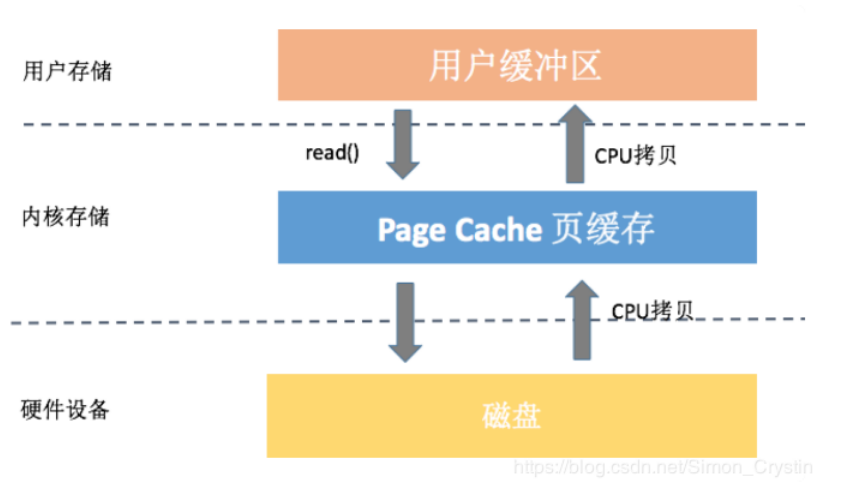 用户存储
用户缓冲区
read()
CPU拷贝
内核存储
Page Cache 页缓存
CPU拷贝
硬件设备
磁盘
https://blog.csdn.net/Simon_Crystin